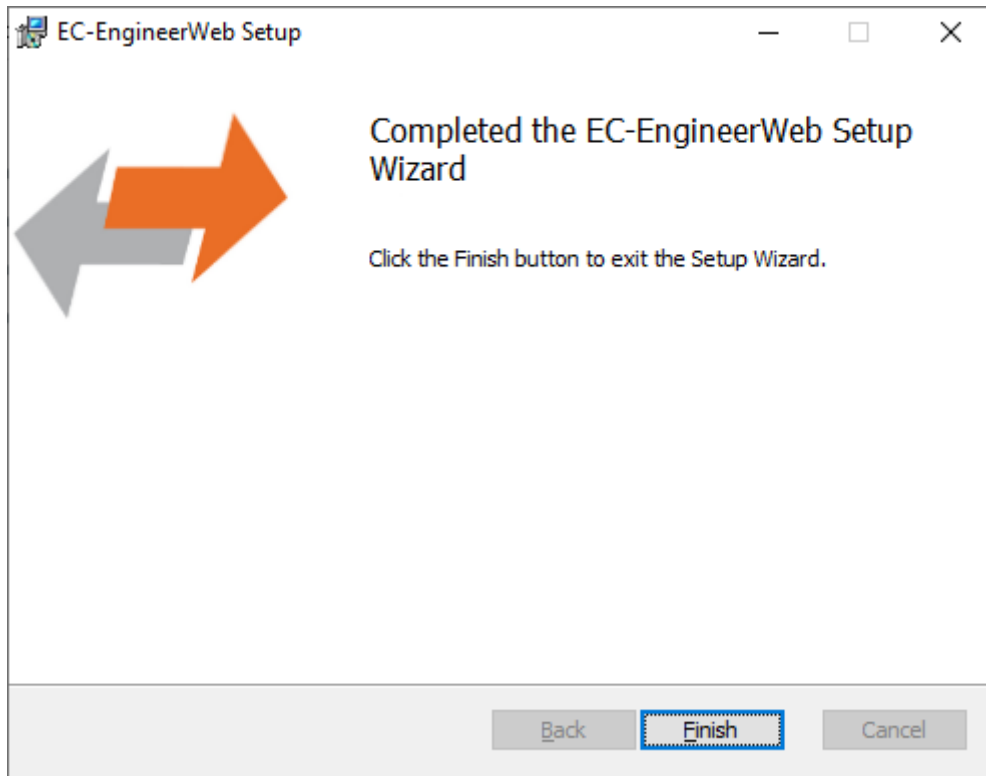 EC-EngineerWeb Setup
Completed the EC-EngineerWeb Setup
Wizard
Click the Finish button to exit the Setup Wizard.
Back Finish Cancel